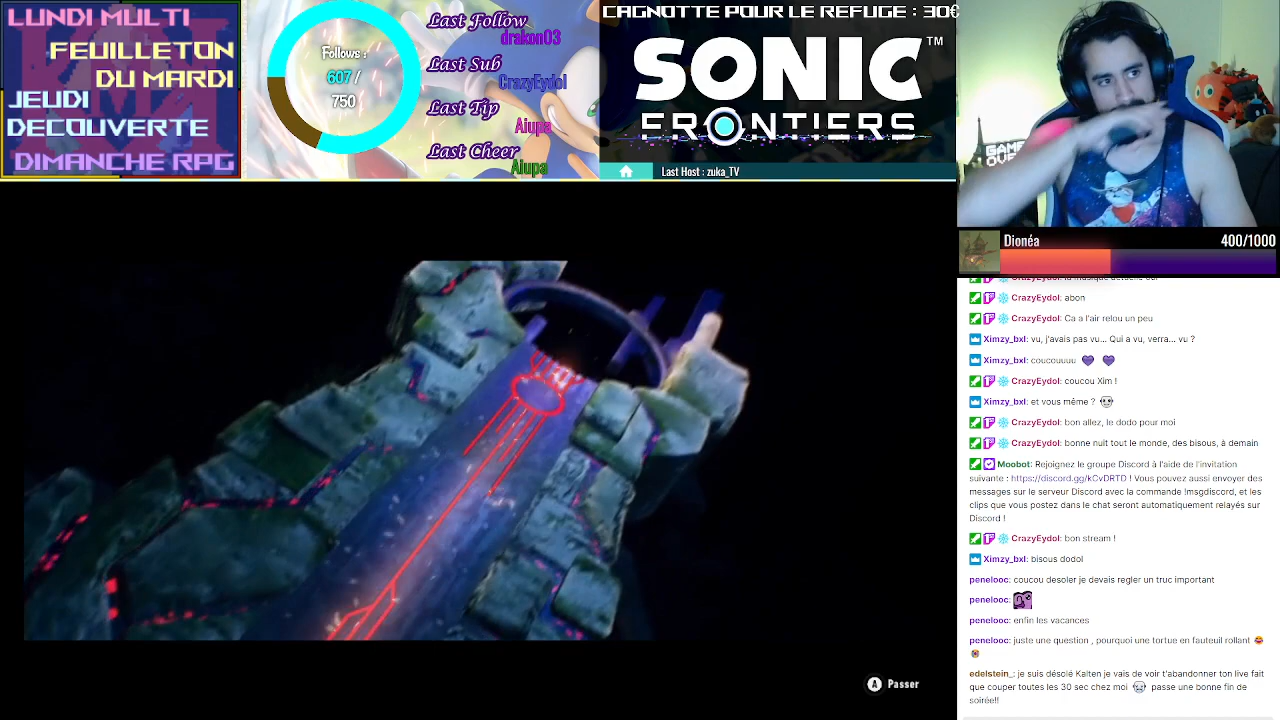 LUNDI MULTI
FEUILLETON
DU MARDI
JEUDI
DECOUVERTE
DIMANCHE RPG
Follows :
607 /
750
Last Follow
drakon03
Last Sub
CrazyEydol
Last Tip
Aiupa
Last Cheer
Aiupa
CAGNOTTE POUR LE REFUGE : 30€
SONIC™
FRONTIERS
Last Host : zuka_TV
GAME
OVER
Dionéa 400/1000
CrazyEydol: abon
CrazyEydol: Ca a l'air relou un peu
Ximzy_bxl: vu, j'avais pas vu... Qui a vu, verra... vu ?
Ximzy_bxl: coucouuuu
CrazyEydol: coucou Xim !
Ximzy_bxl: et vous même ?
CrazyEydol: bon allez, le dodo pour moi
CrazyEydol: bonne nuit tout le monde, des bisous, à demain
Moobot: Rejoignez le groupe Discord à l'aide de l'invitation
suivante : https://discord.gg/kCvDRTD ! Vous pouvez aussi envoyer des
messages sur le serveur Discord avec la commande !msgdiscord, et les
clips que vous postez dans le chat seront automatiquement relayés sur
Discord !
CrazyEydol: bon stream !
Ximzy_bxl: bisous dodol
penelooc: coucou desoler je devais regler un truc important
penelooc:
penelooc: enfin les vacances
penelooc: juste une question , pourquoi une tortue en fauteuil rollant
edelstein_: je suis désolé Kalten je vais de voir t'abandonner ton live fait
que couper toutes les 30 sec chez moi passe une bonne fin de
soirée!!
A Passer